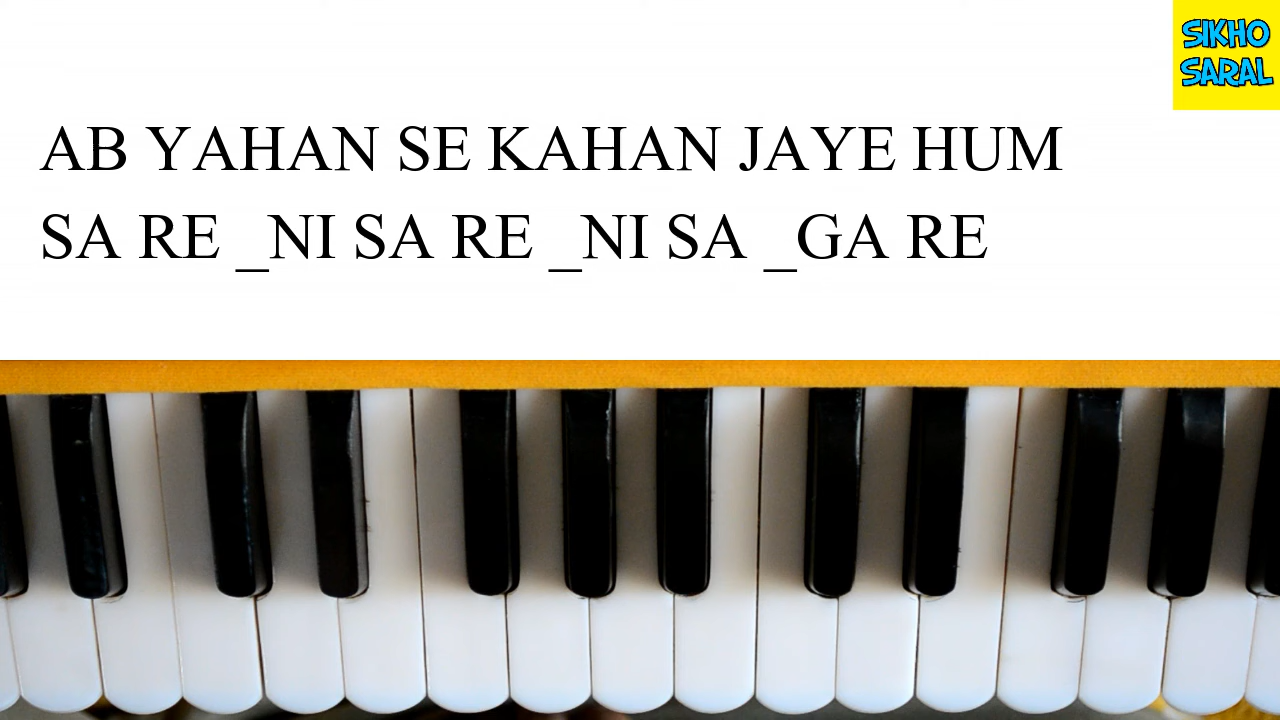 SIKHO
SARAL
AB YAHAN SE KAHAN JAYE HUM
SA RE _NI SA RE _NI SA _GA RE